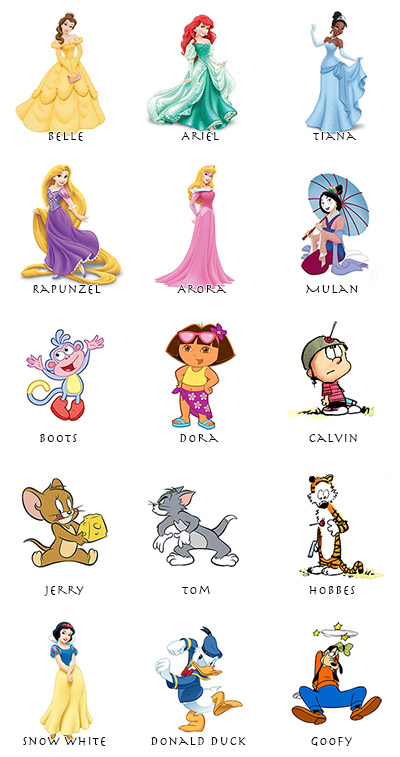 BELLE
ARIEL
TIANA
RAPUNZEL
ARORA
MULAN
BOOTS
DORA
CALVIN
JERRY
TOM
HOBBES
SNOW WHITE
DONALD DUCK
GOOFY